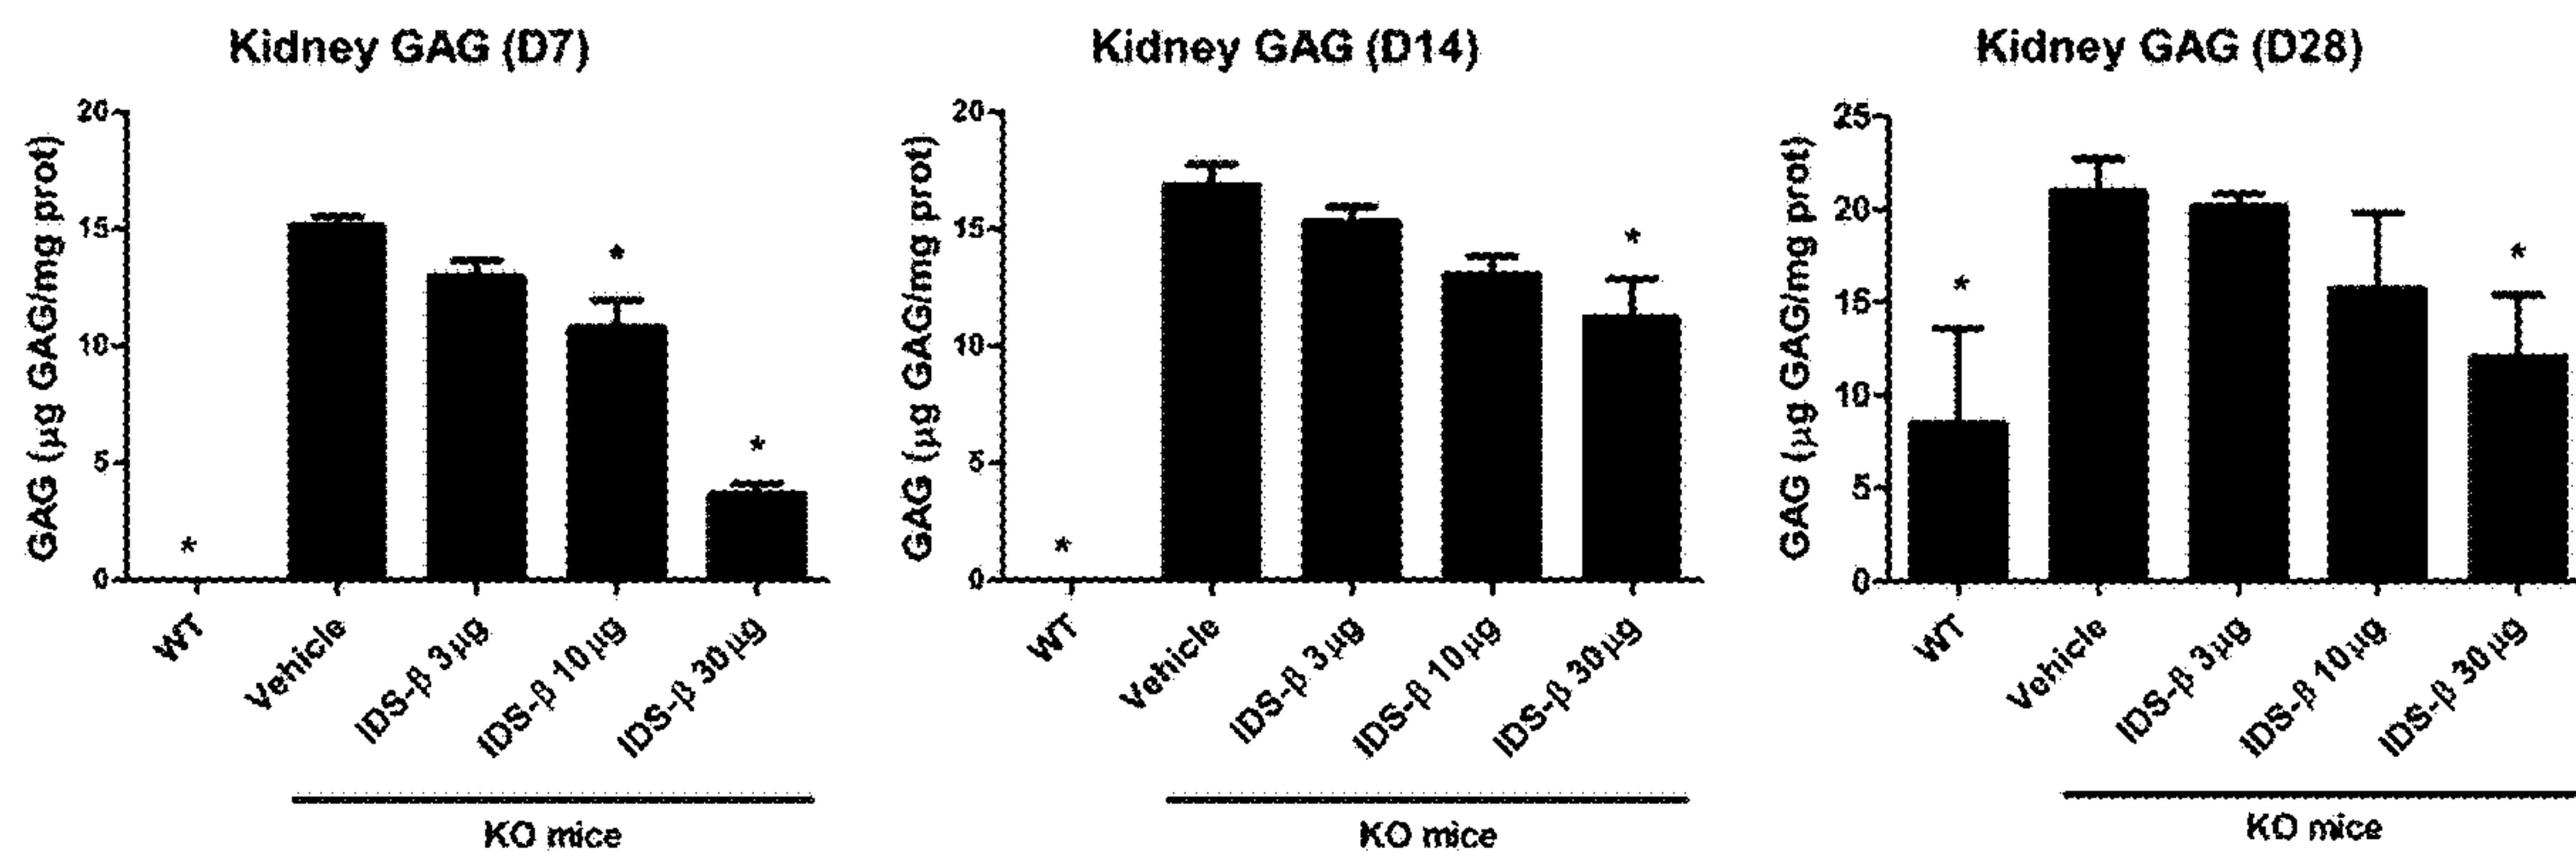 Kidney GAG (D7)
GAG (µg GAG/mg prot)
20
15
10
5
0
*
*
*
WT
Vehicle
IDS-β 3µg
IDS-β 10µg
IDS-β 30µg
KO mice
Kidney GAG (D14)
GAG (µg GAG/mg prot)
20
15
10
5
0
*
*
WT
Vehicle
IDS-β 3µg
IDS-β 10µg
IDS-β 30µg
KO mice
Kidney GAG (D28)
GAG (µg GAG/mg prot)
25
20
15
10
5
0
*
*
WT
Vehicle
IDS-β 3µg
IDS-β 10µg
IDS-β 30µg
KO mice